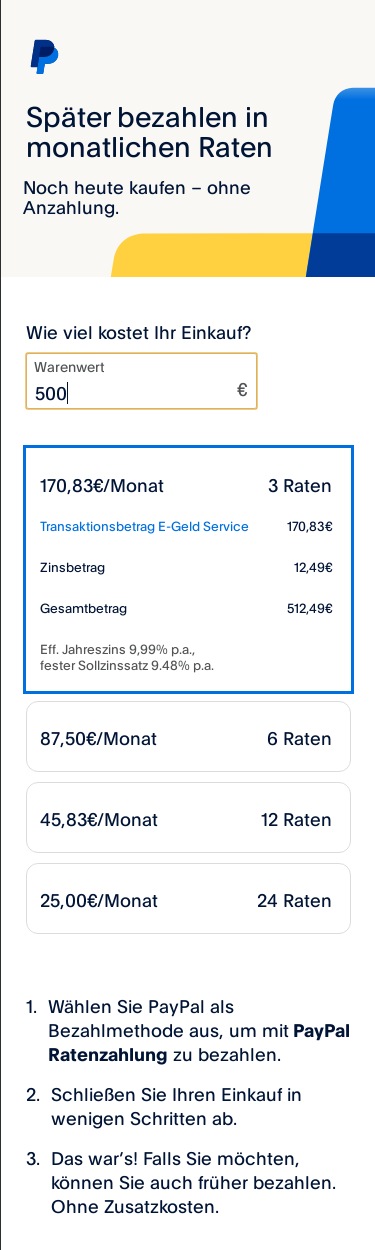 Später bezahlen in
monatlichen Raten
Noch heute kaufen – ohne
Anzahlung.
Wie viel kostet Ihr Einkauf?
Warenwert
500 €
170,83€/Monat 3 Raten
Transaktionsbetrag E-Geld Service 170,83€
Zinsbetrag 12,49€
Gesamtbetrag 512,49€
Eff. Jahreszins 9,99% p.a.,
fester Sollzinssatz 9.48% p.a.
87,50€/Monat 6 Raten
45,83€/Monat 12 Raten
25,00€/Monat 24 Raten
1. Wählen Sie PayPal als
Bezahlmethode aus, um mit PayPal
Ratenzahlung zu bezahlen.
2. Schließen Sie Ihren Einkauf in
wenigen Schritten ab.
3. Das war’s! Falls Sie möchten,
können Sie auch früher bezahlen.
Ohne Zusatzkosten.